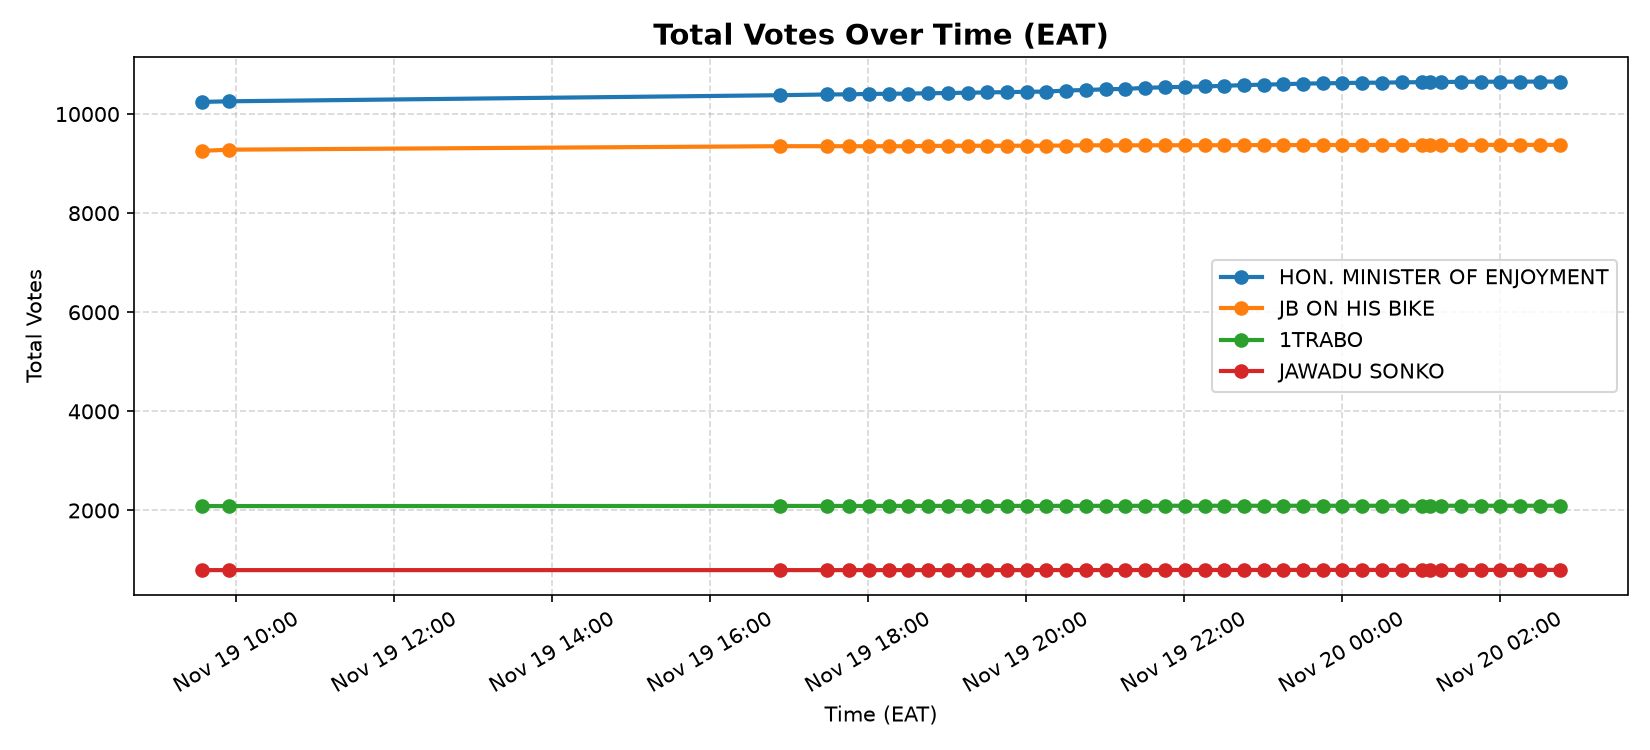 Total Votes Over Time (EAT)
Total Votes
10000
8000
6000
4000
2000
HON. MINISTER OF ENJOYMENT
JB ON HIS BIKE
1TRABO
JAWADU SONKO
Nov 19 10:00
Nov 19 12:00
Nov 19 14:00
Nov 19 16:00
Nov 19 18:00
Nov 19 20:00
Nov 19 22:00
Nov 20 00:00
Nov 20 02:00
Time (EAT)